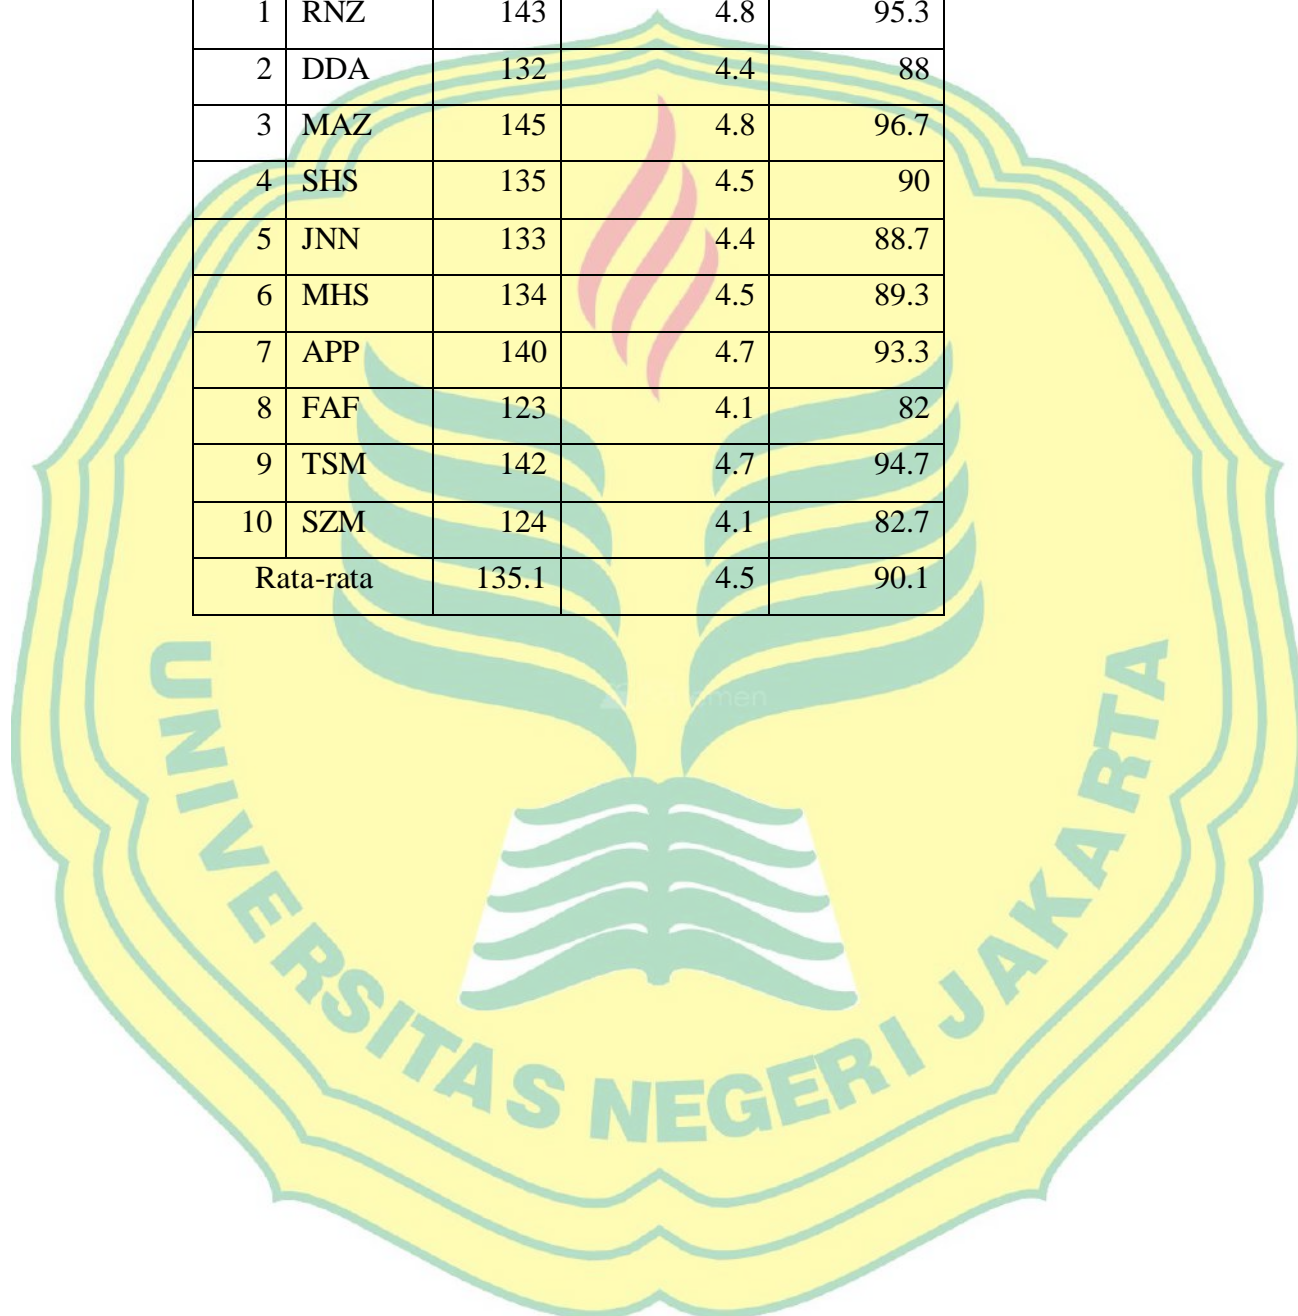 1 RNZ 143 4.8 95.3
2 DDA 132 4.4 88
3 MAZ 145 4.8 96.7
4 SHS 135 4.5 90
5 JNN 133 4.4 88.7
6 MHS 134 4.5 89.3
7 APP 140 4.7 93.3
8 FAF 123 4.1 82
9 TSM 142 4.7 94.7
10 SZM 124 4.1 82.7
Rata-rata 135.1 4.5 90.1
UNIVERSITAS NEGERI JAKARTA